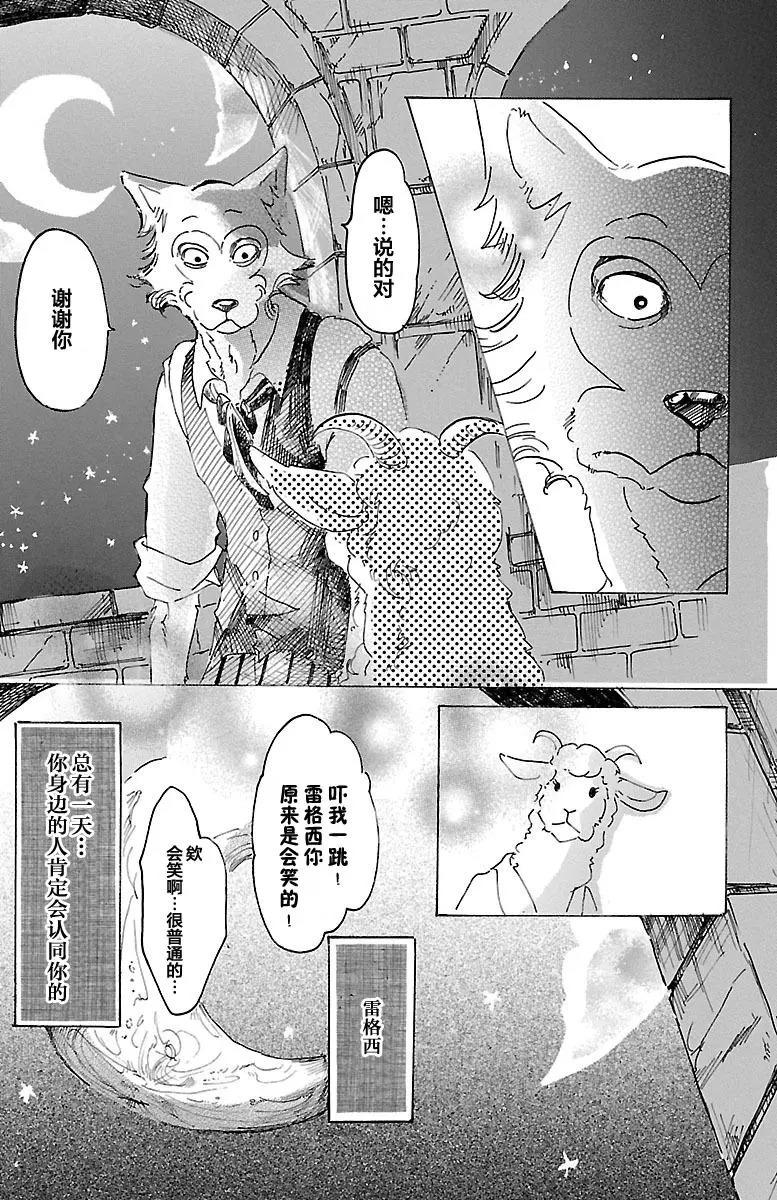 嗯…说的对
谢谢你
吓我一跳！
雷格西你
原来是会笑的！
欸
会笑啊…很普通的…
雷格西
总有一天…
你身边的人肯定会认同你的